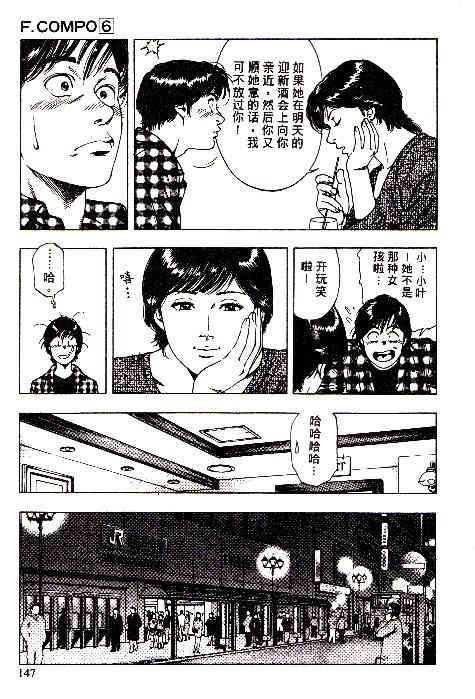 F.COMPO 6
如果她在明天的
迎新酒会上向你
亲近，然后你又
顺她意的话，我
可不放过你！
小…小叶
—她不是
那种女
孩啦…
开玩笑
啦—
嘻…
…哈。
哈哈哈哈…
JR
147